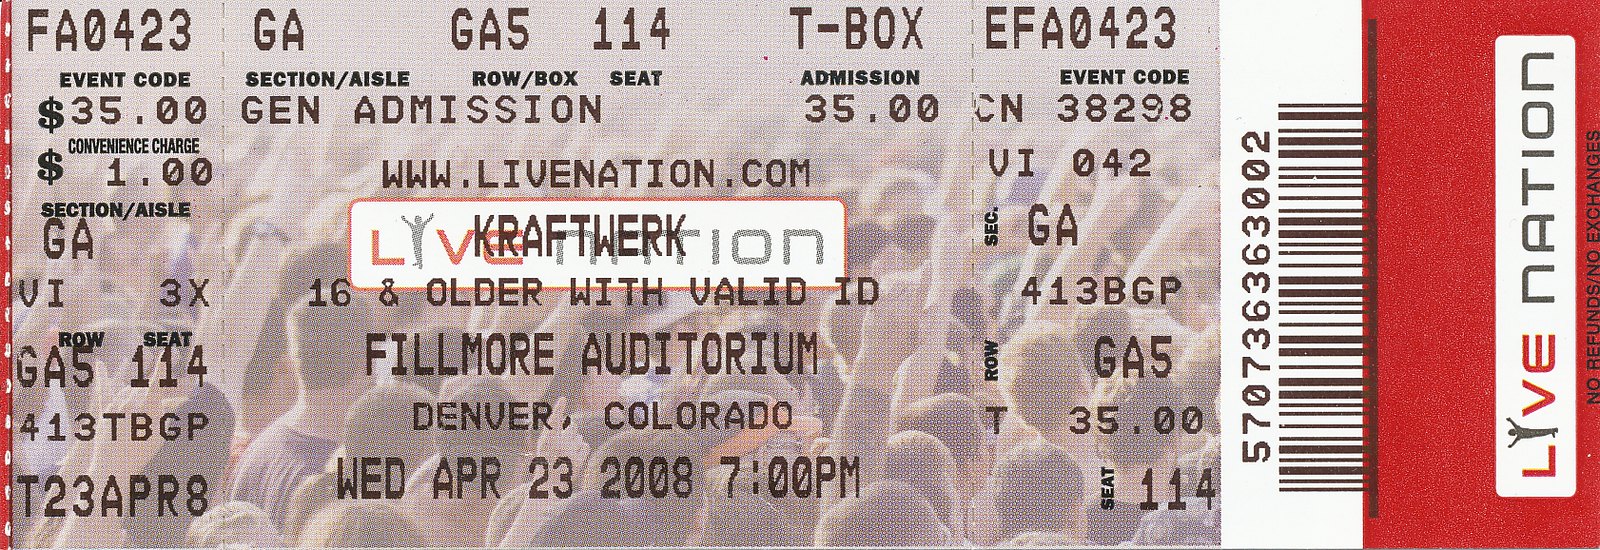 FA0423 GA GA5 114 T-BOX EFA0423
EVENT CODE SECTION/AISLE ROW/BOX SEAT ADMISSION EVENT CODE
$35.00 GEN ADMISSION 35.00 CN 38298
CONVENIENCE CHARGE
$ 1.00 WWW.LIVENATION.COM VI 042
SECTION/AISLE
GA KRAFTWERK SEC. GA
LIVE NATION
VI 3X 16 & OLDER WITH VALID ID 413BGP
ROW SEAT
GA5 114 FILLMORE AUDITORIUM ROW GA5
413TBGP DENVER, COLORADO T 35.00
T23APR8 WED APR 23 2008 7:00PM SEAT 114
570736363002
LIVE NATION
NO REFUNDS/NO EXCHANGES